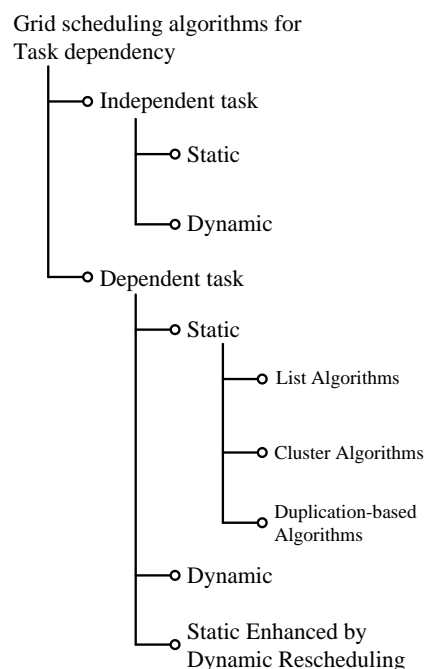 Grid scheduling algorithms for
Task dependency
Independent task
Static
Dynamic
Dependent task
Static
List Algorithms
Cluster Algorithms
Duplication-based
Algorithms
Dynamic
Static Enhanced by
Dynamic Rescheduling